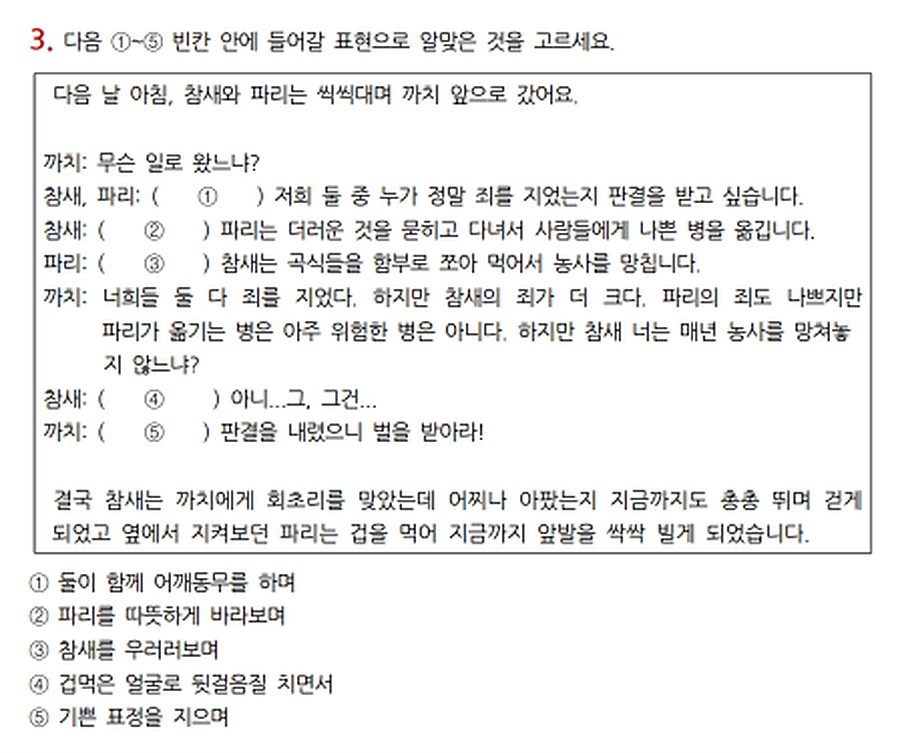 3. 다음 ①~⑤ 빈칸 안에 들어갈 표현으로 알맞은 것을 고르세요.
다음 날 아침, 참새와 파리는 씩씩대며 까치 앞으로 갔어요.
까치: 무슨 일로 왔느냐?
참새, 파리: ( ① ) 저희 둘 중 누가 정말 죄를 지었는지 판결을 받고 싶습니다.
참새: ( ② ) 파리는 더러운 것을 묻히고 다녀서 사람들에게 나쁜 병을 옮깁니다.
파리: ( ③ ) 참새는 곡식들을 함부로 쪼아 먹어서 농사를 망칩니다.
까치: 너희들 둘 다 죄를 지었다. 하지만 참새의 죄가 더 크다. 파리의 죄도 나쁘지만
파리가 옮기는 병은 아주 위험한 병은 아니다. 하지만 참새 너는 매년 농사를 망쳐놓
지 않느냐?
참새: ( ④ ) 아니...그, 그건...
까치: ( ⑤ ) 판결을 내렸으니 벌을 받아라!
결국 참새는 까치에게 회초리를 맞았는데 어찌나 아팠는지 지금까지도 총총 뛰며 걷게
되었고 옆에서 지켜보던 파리는 겁을 먹어 지금까지 앞발을 싹싹 빌게 되었습니다.
① 둘이 함께 어깨동무를 하며
② 파리를 따뜻하게 바라보며
③ 참새를 우러러보며
④ 겁먹은 얼굴로 뒷걸음질 치면서
⑤ 기쁜 표정을 지으며